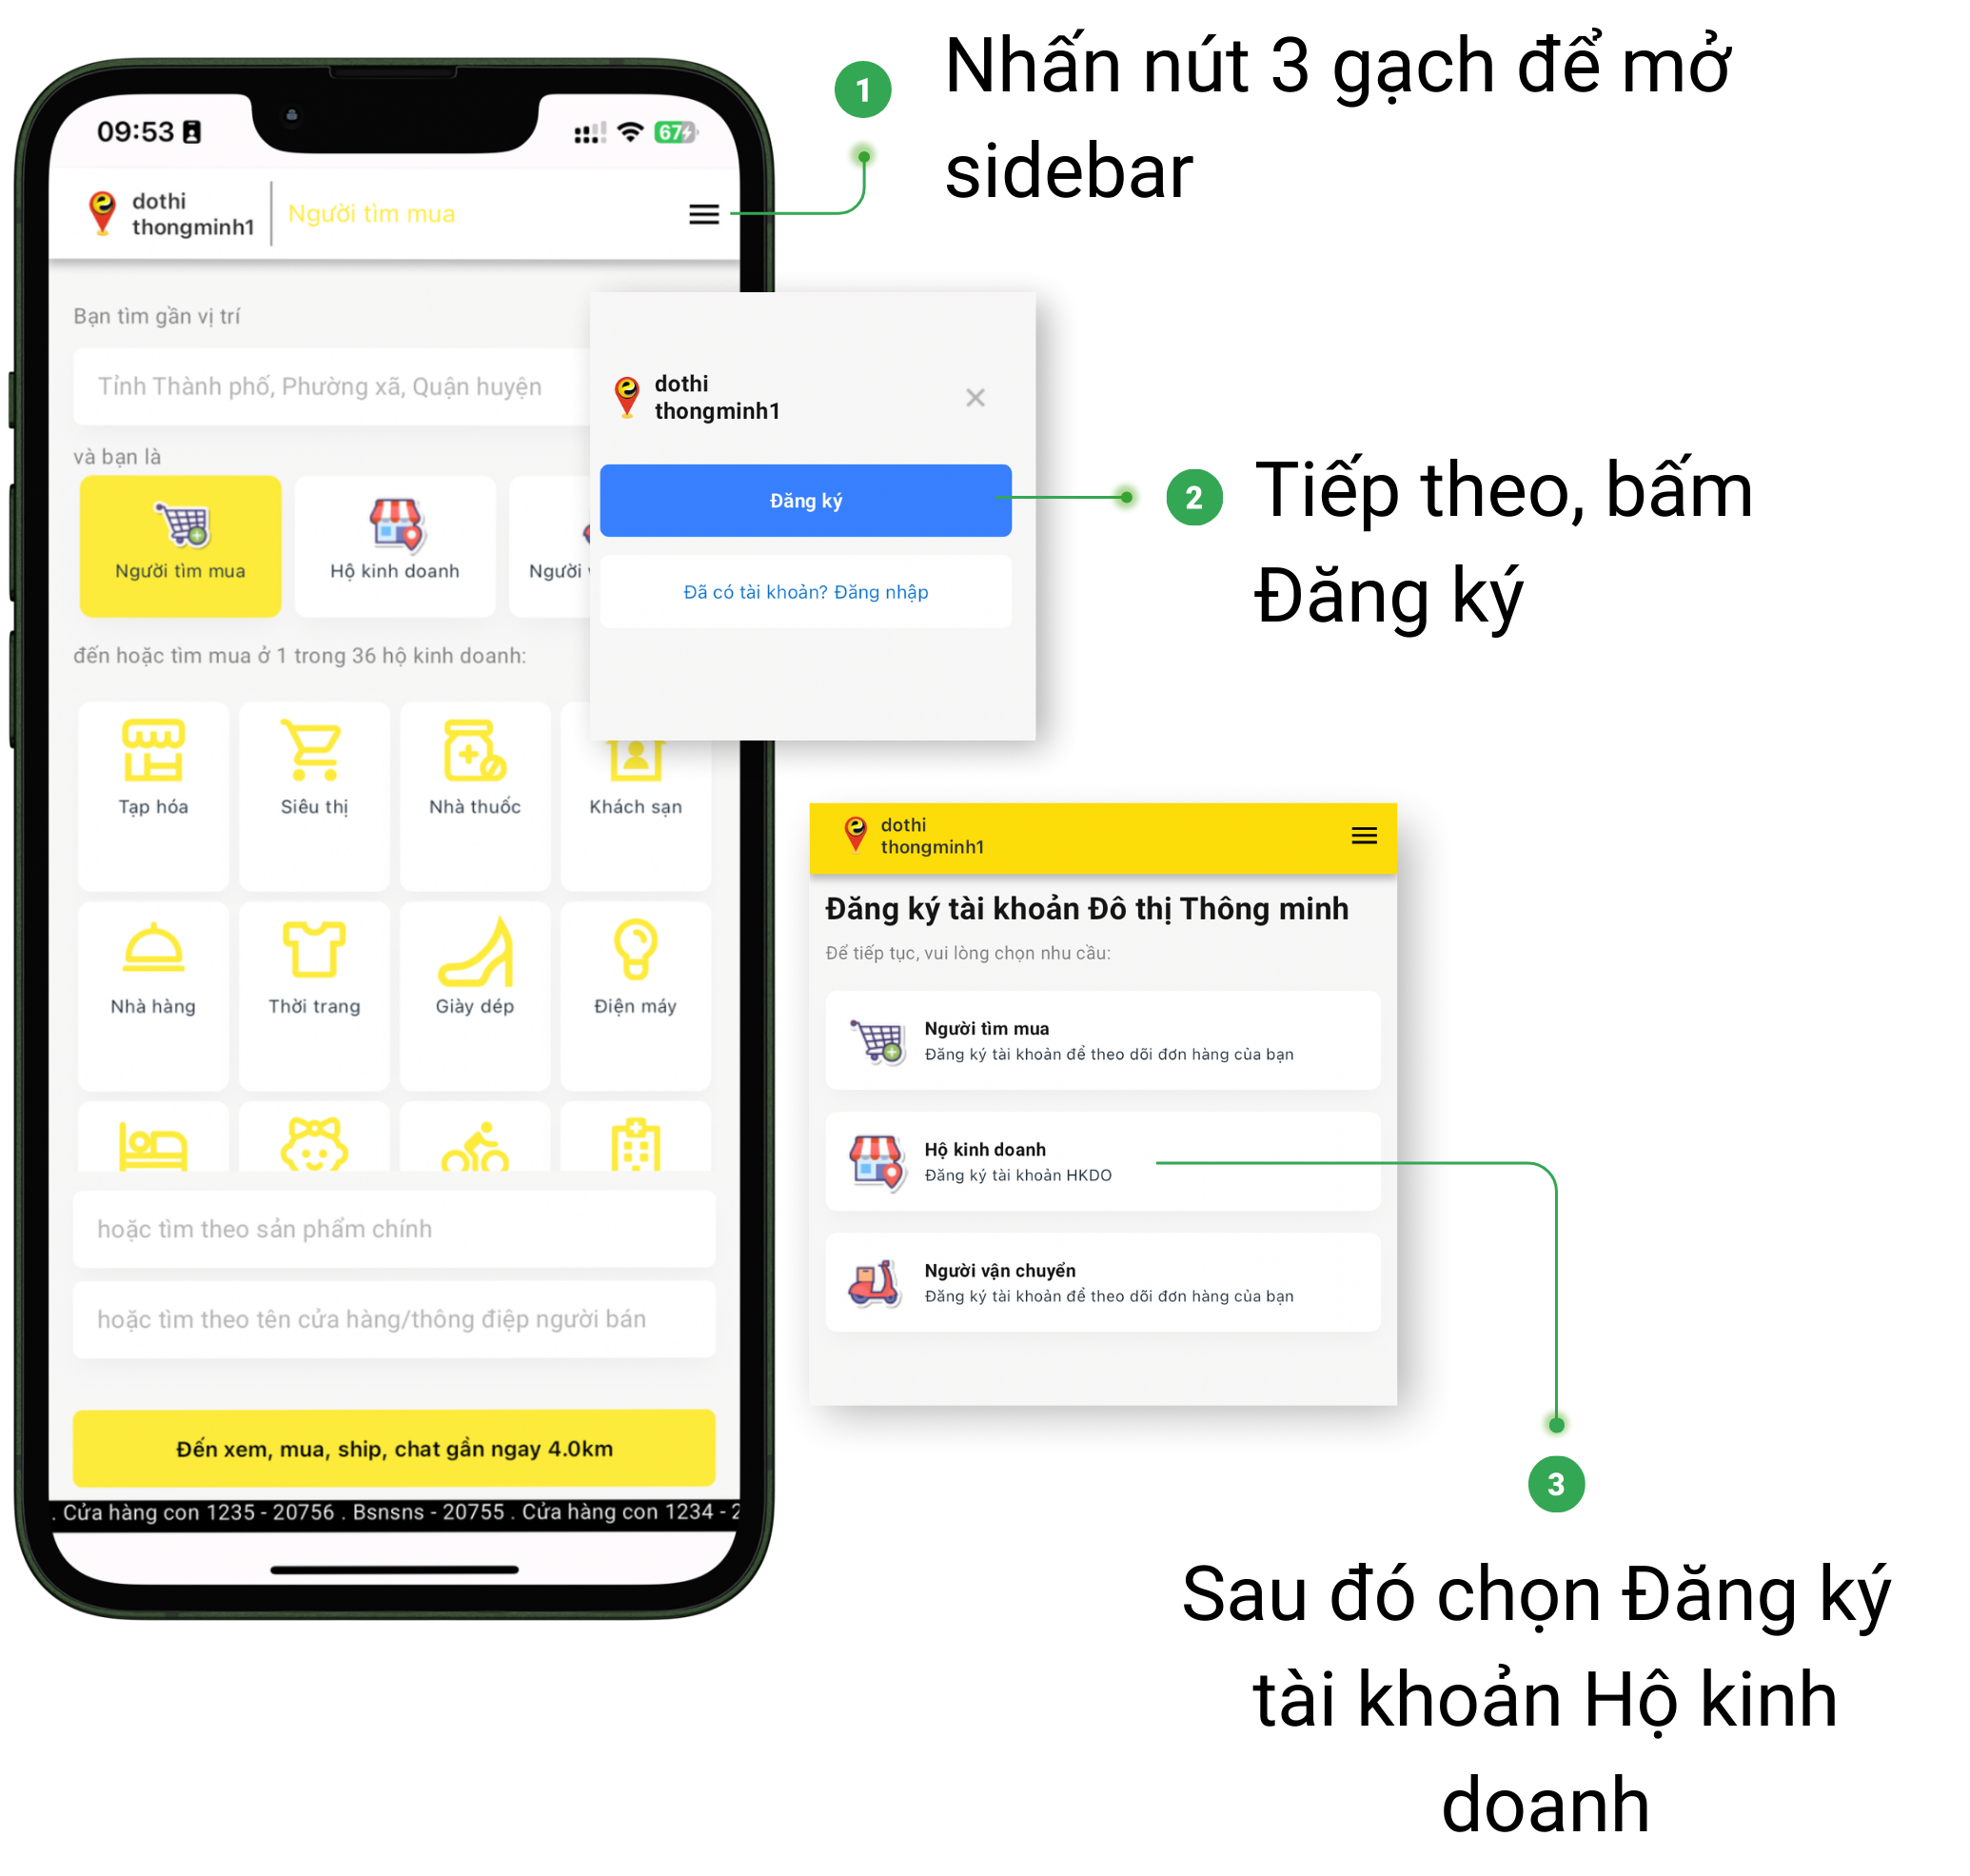 Nhấn nút 3 gạch để mở
sidebar
1
09:53
67
dothi
thongminh1
Người tìm mua
Bạn tìm gần vị trí
Tỉnh Thành phố, Phường xã, Quận huyện
và bạn là
Người tìm mua
Hộ kinh doanh
Người
đến hoặc tìm mua ở 1 trong 36 hộ kinh doanh:
Tạp hóa
Siêu thị
Nhà thuốc
Khách sạn
Nhà hàng
Thời trang
Giày dép
Điện máy
hoặc tìm theo sản phẩm chính
hoặc tìm theo tên cửa hàng/thông điệp người bán
Đến xem, mua, ship, chat gần ngay 4.0km
. Cửa hàng con 1235 - 20756 . Bsnsns - 20755 . Cửa hàng con 1234 - 2
dothi
thongminh1
Đăng ký
Đã có tài khoản? Đăng nhập
2
Tiếp theo, bấm
Đăng ký
dothi
thongminh1
Đăng ký tài khoản Đô thị Thông minh
Để tiếp tục, vui lòng chọn nhu cầu:
Người tìm mua
Đăng ký tài khoản để theo dõi đơn hàng của bạn
Hộ kinh doanh
Đăng ký tài khoản HKDO
Người vận chuyển
Đăng ký tài khoản để theo dõi đơn hàng của bạn
3
Sau đó chọn Đăng ký
tài khoản Hộ kinh
doanh